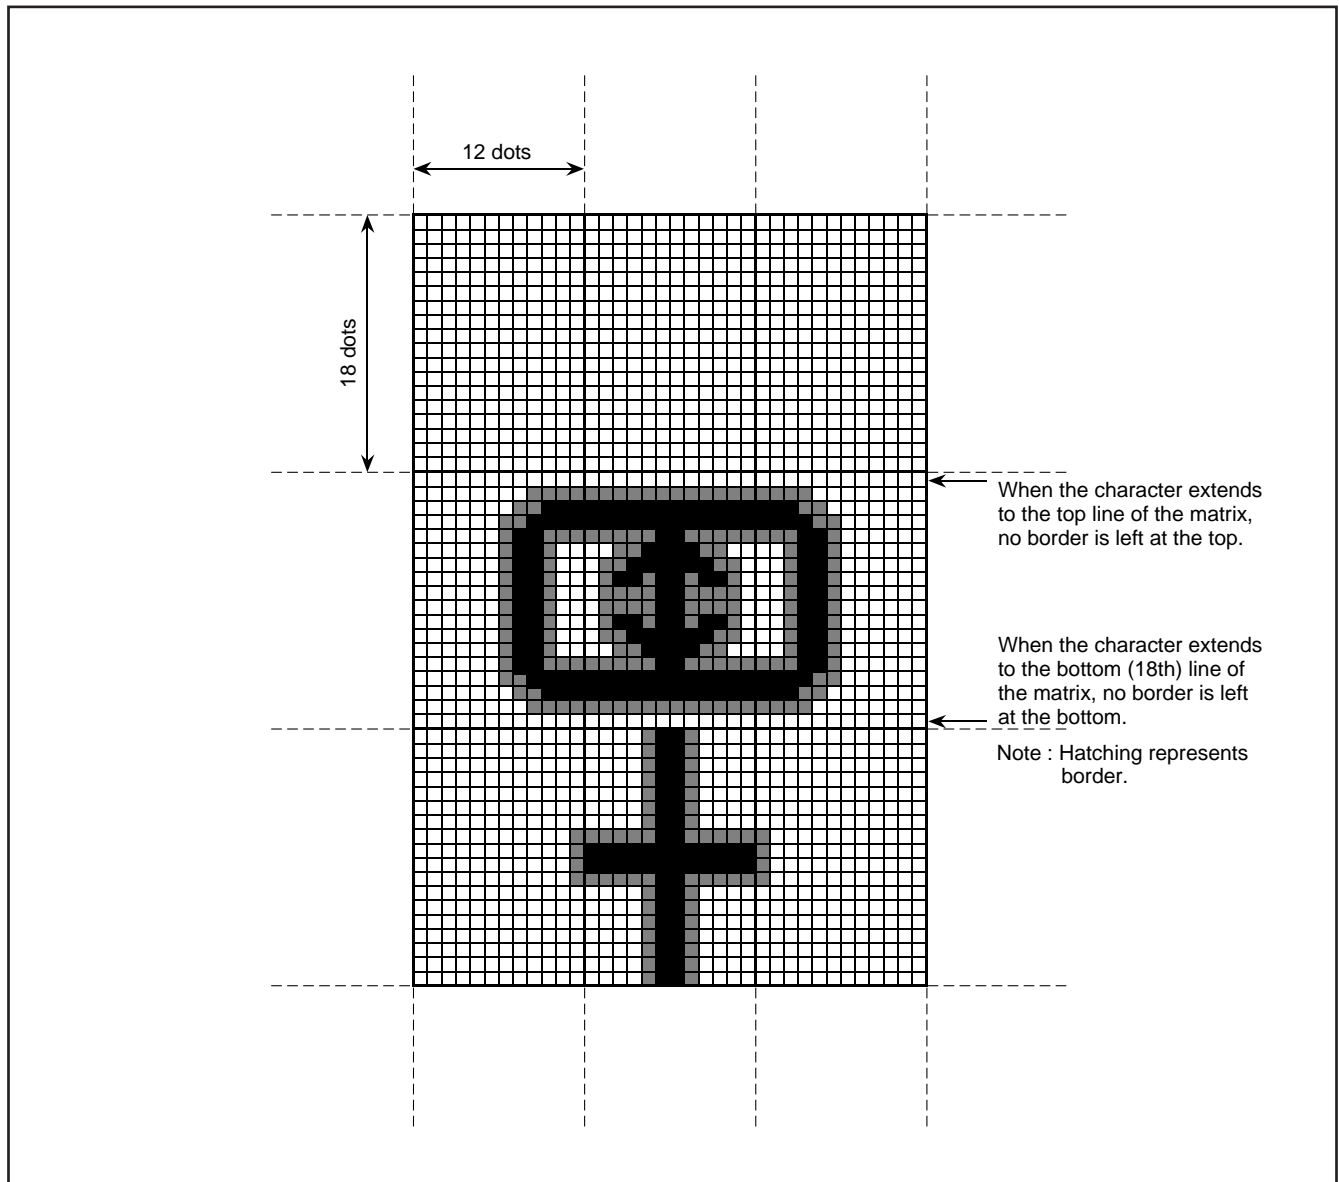 12 dots
18 dots
When the character extends
to the top line of the matrix,
no border is left at the top.
When the character extends
to the bottom (18th) line of
the matrix, no border is left
at the bottom.
Note : Hatching represents
border.